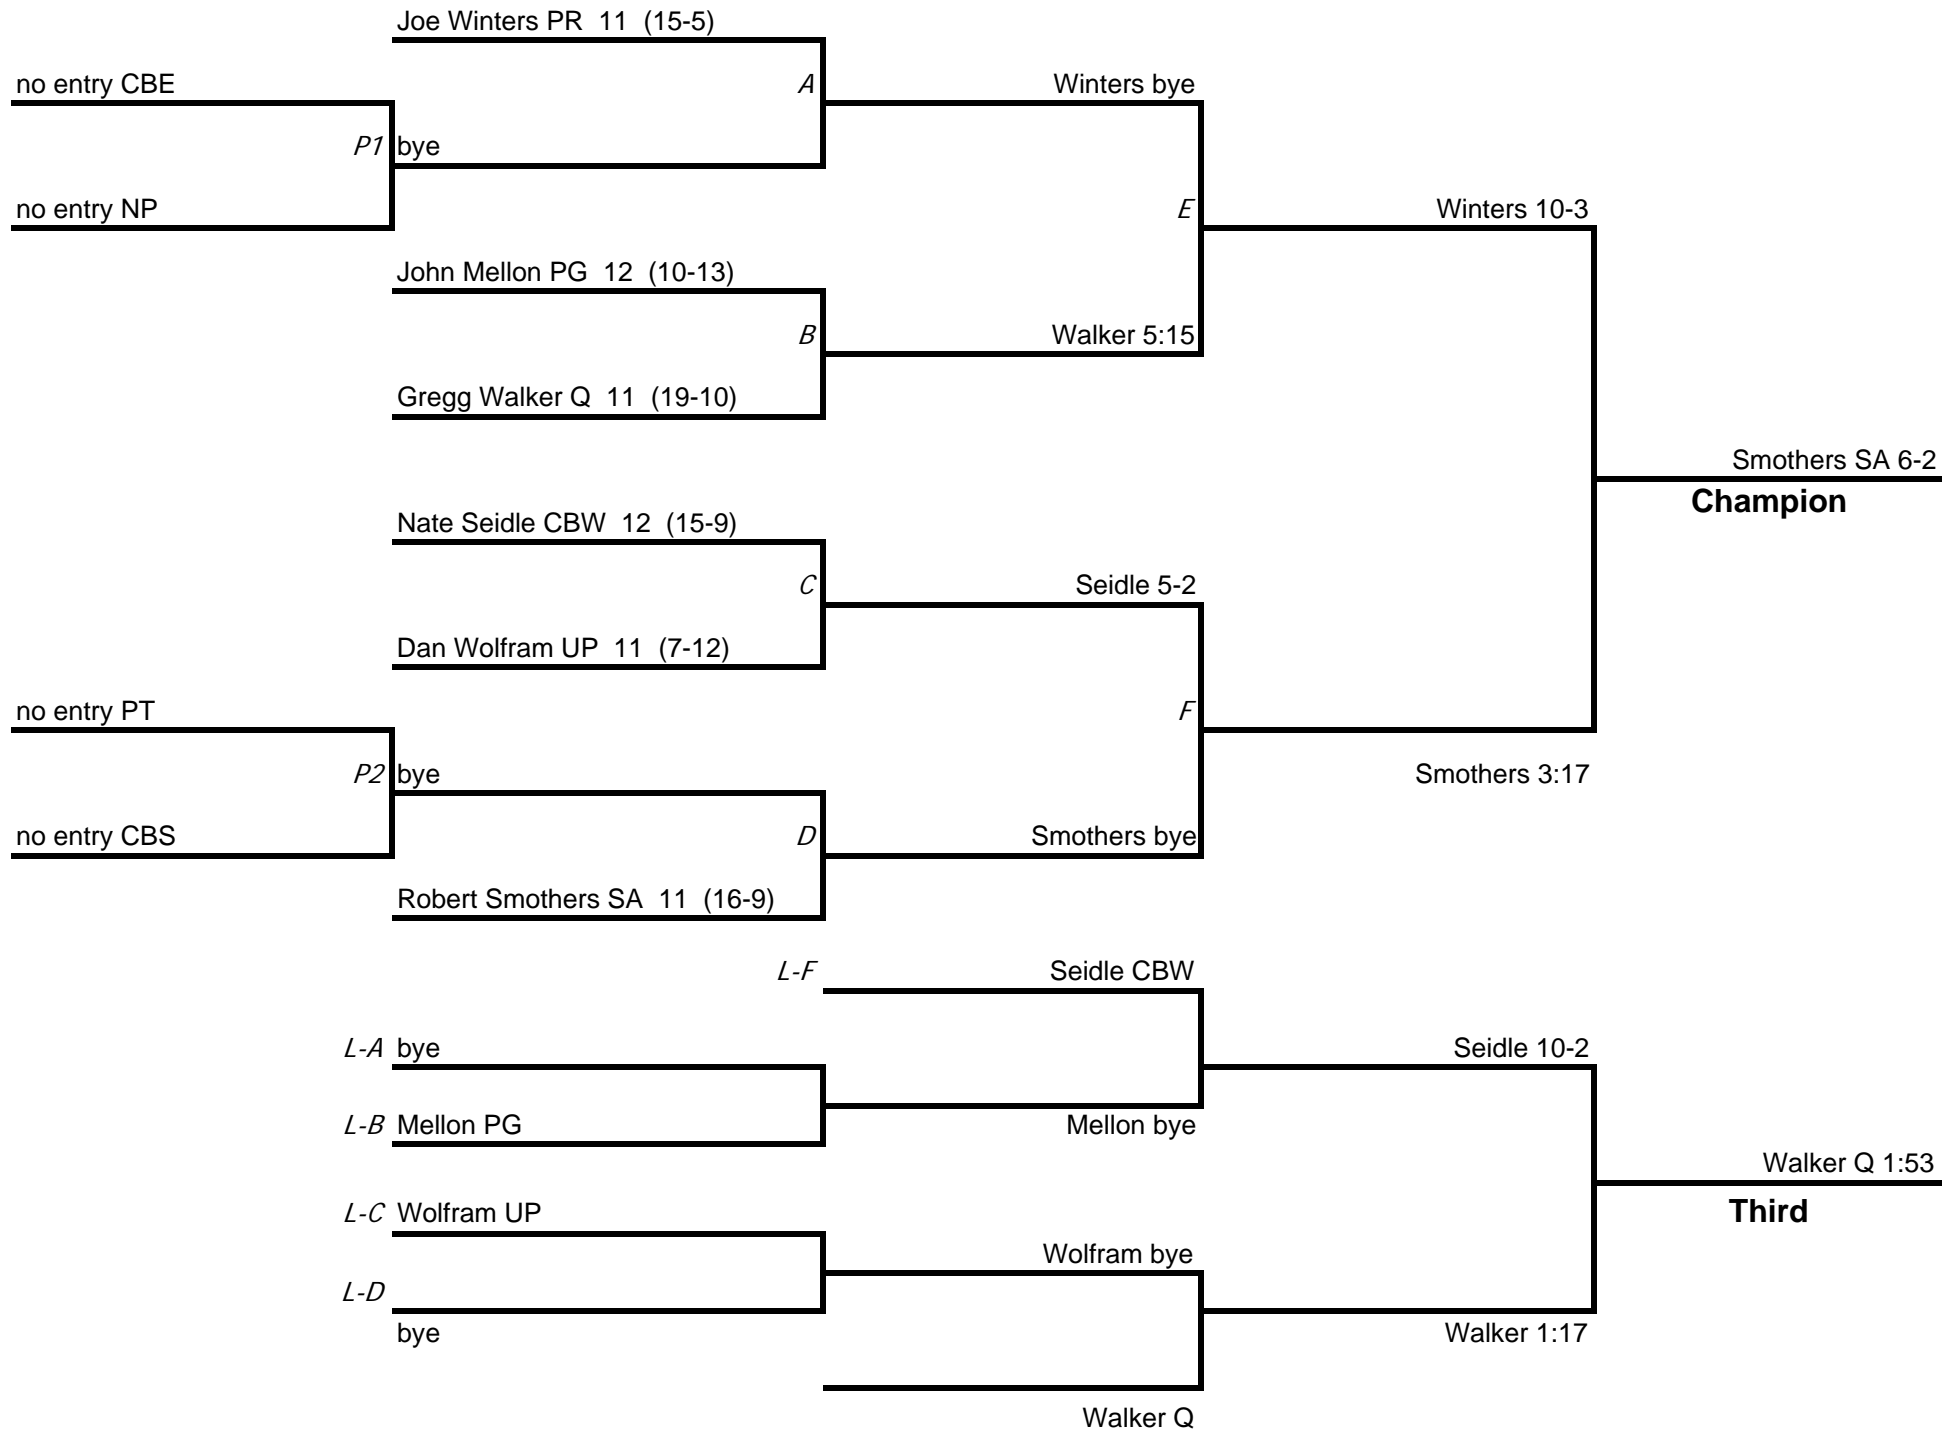 Joe Winters PR 11 (15-5)
no entry CBE
A
Winters bye
P1
bye
no entry NP
E
Winters 10-3
John Mellon PG 12 (10-13)
B
Walker 5:15
Gregg Walker Q 11 (19-10)
Smothers SA 6-2
Champion
Nate Seidle CBW 12 (15-9)
C
Seidle 5-2
Dan Wolfram UP 11 (7-12)
no entry PT
F
P2
bye
Smothers 3:17
no entry CBS
D
Smothers bye
Robert Smothers SA 11 (16-9)
L-F
Seidle CBW
L-A
bye
Seidle 10-2
L-B
Mellon PG
Mellon bye
Walker Q 1:53
L-C
Wolfram UP
Third
Wolfram bye
L-D
bye
Walker 1:17
Walker Q